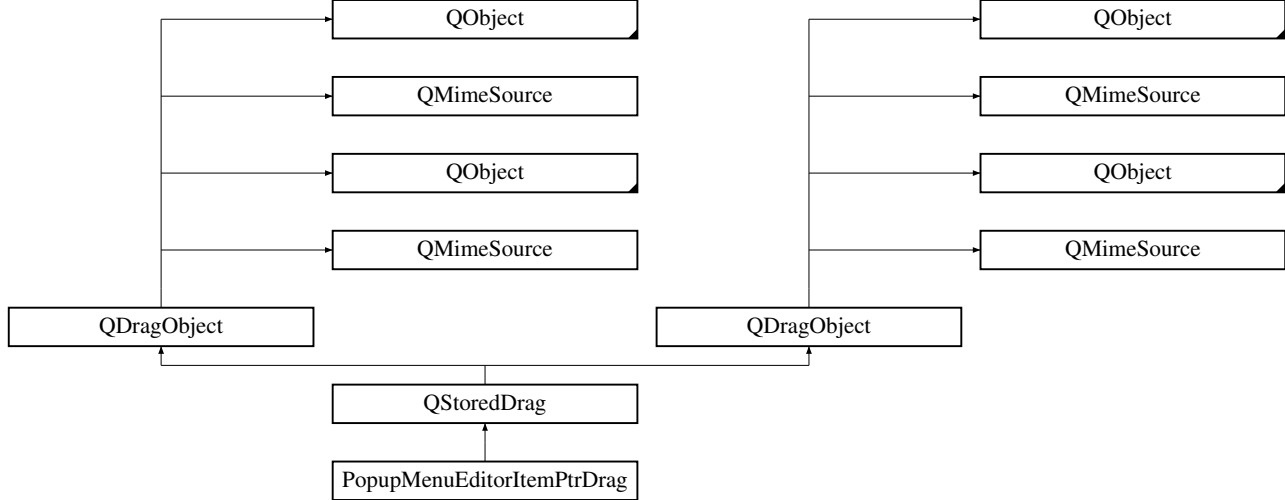 QObject
QObject
QMimeSource
QMimeSource
QObject
QObject
QMimeSource
QMimeSource
QDragObject
QDragObject
QStoredDrag
PopupMenuEditorItemPtrDrag